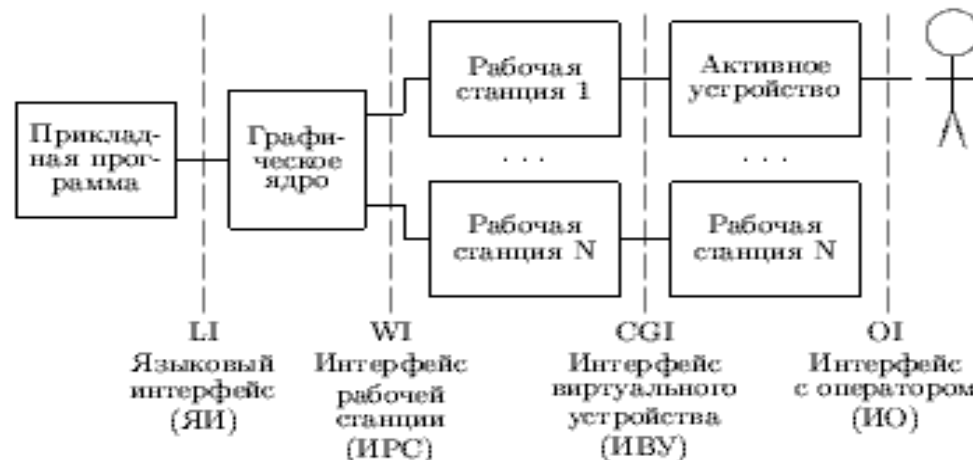 Приклад-
ная прог-
рамма
Графи-
ческое
ядро
Рабочая
станция 1
Активное
устройство
. . .
. . .
Рабочая
станция N
Рабочая
станция N
LI
Языковый
интерфейс
(ЯИ)
WI
Интерфейс
рабочей
станции
(ИРС)
CGI
Интерфейс
виртуального
устройства
(ИВУ)
OI
Интерфейс
с оператором
(ИО)